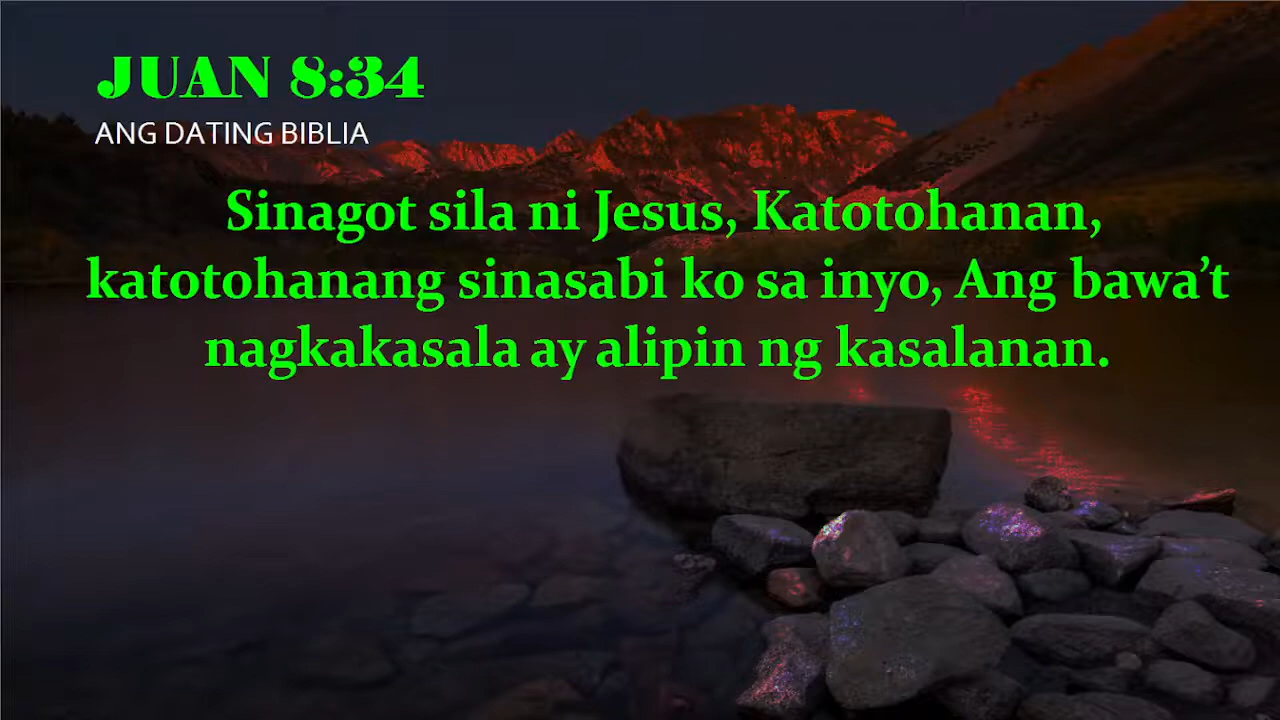 JUAN 8:34
ANG DATING BIBLIA
Sinagot sila ni Jesus, Katotohanan,
katotohanang sinasabi ko sa inyo, Ang bawa’t
nagkakasala ay alipin ng kasalanan.